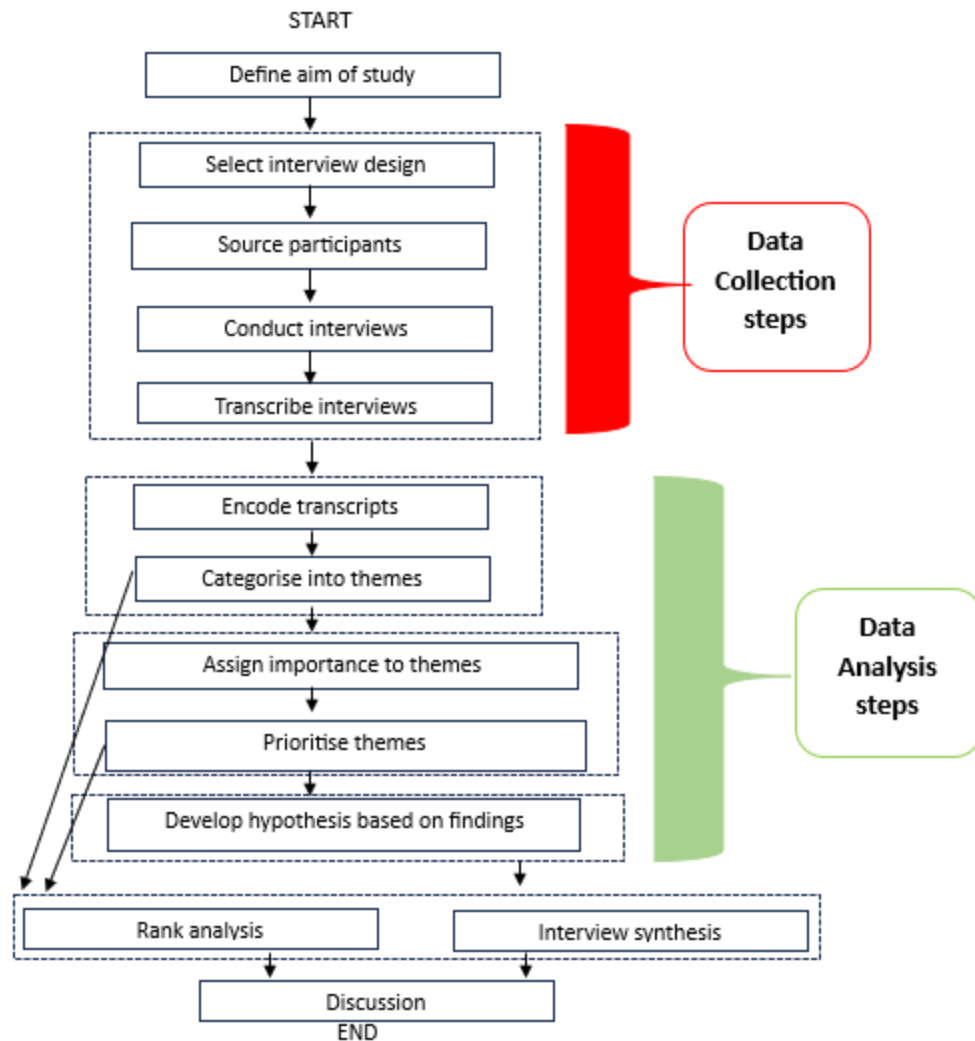 START
Define aim of study
Select interview design
Source participants
Conduct interviews
Transcribe interviews
Data
Collection
steps
Encode transcripts
Categorise into themes
Assign importance to themes
Prioritise themes
Develop hypothesis based on findings
Data
Analysis
steps
Rank analysis
Interview synthesis
Discussion
END